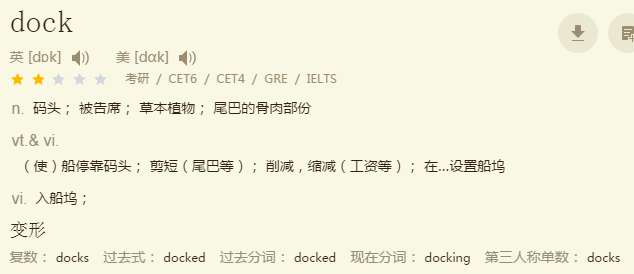 dock
英 [dɒk] 美 [dɑk]
考研 / CET6 / CET4 / GRE / IELTS
n. 码头； 被告席； 草本植物； 尾巴的骨肉部份
vt.& vi.
（使）船停靠码头； 剪短（尾巴等）； 削减，缩减（工资等）； 在…设置船坞
vi. 入船坞；
变形
复数： docks 过去式： docked 过去分词： docked 现在分词： docking 第三人称单数： docks